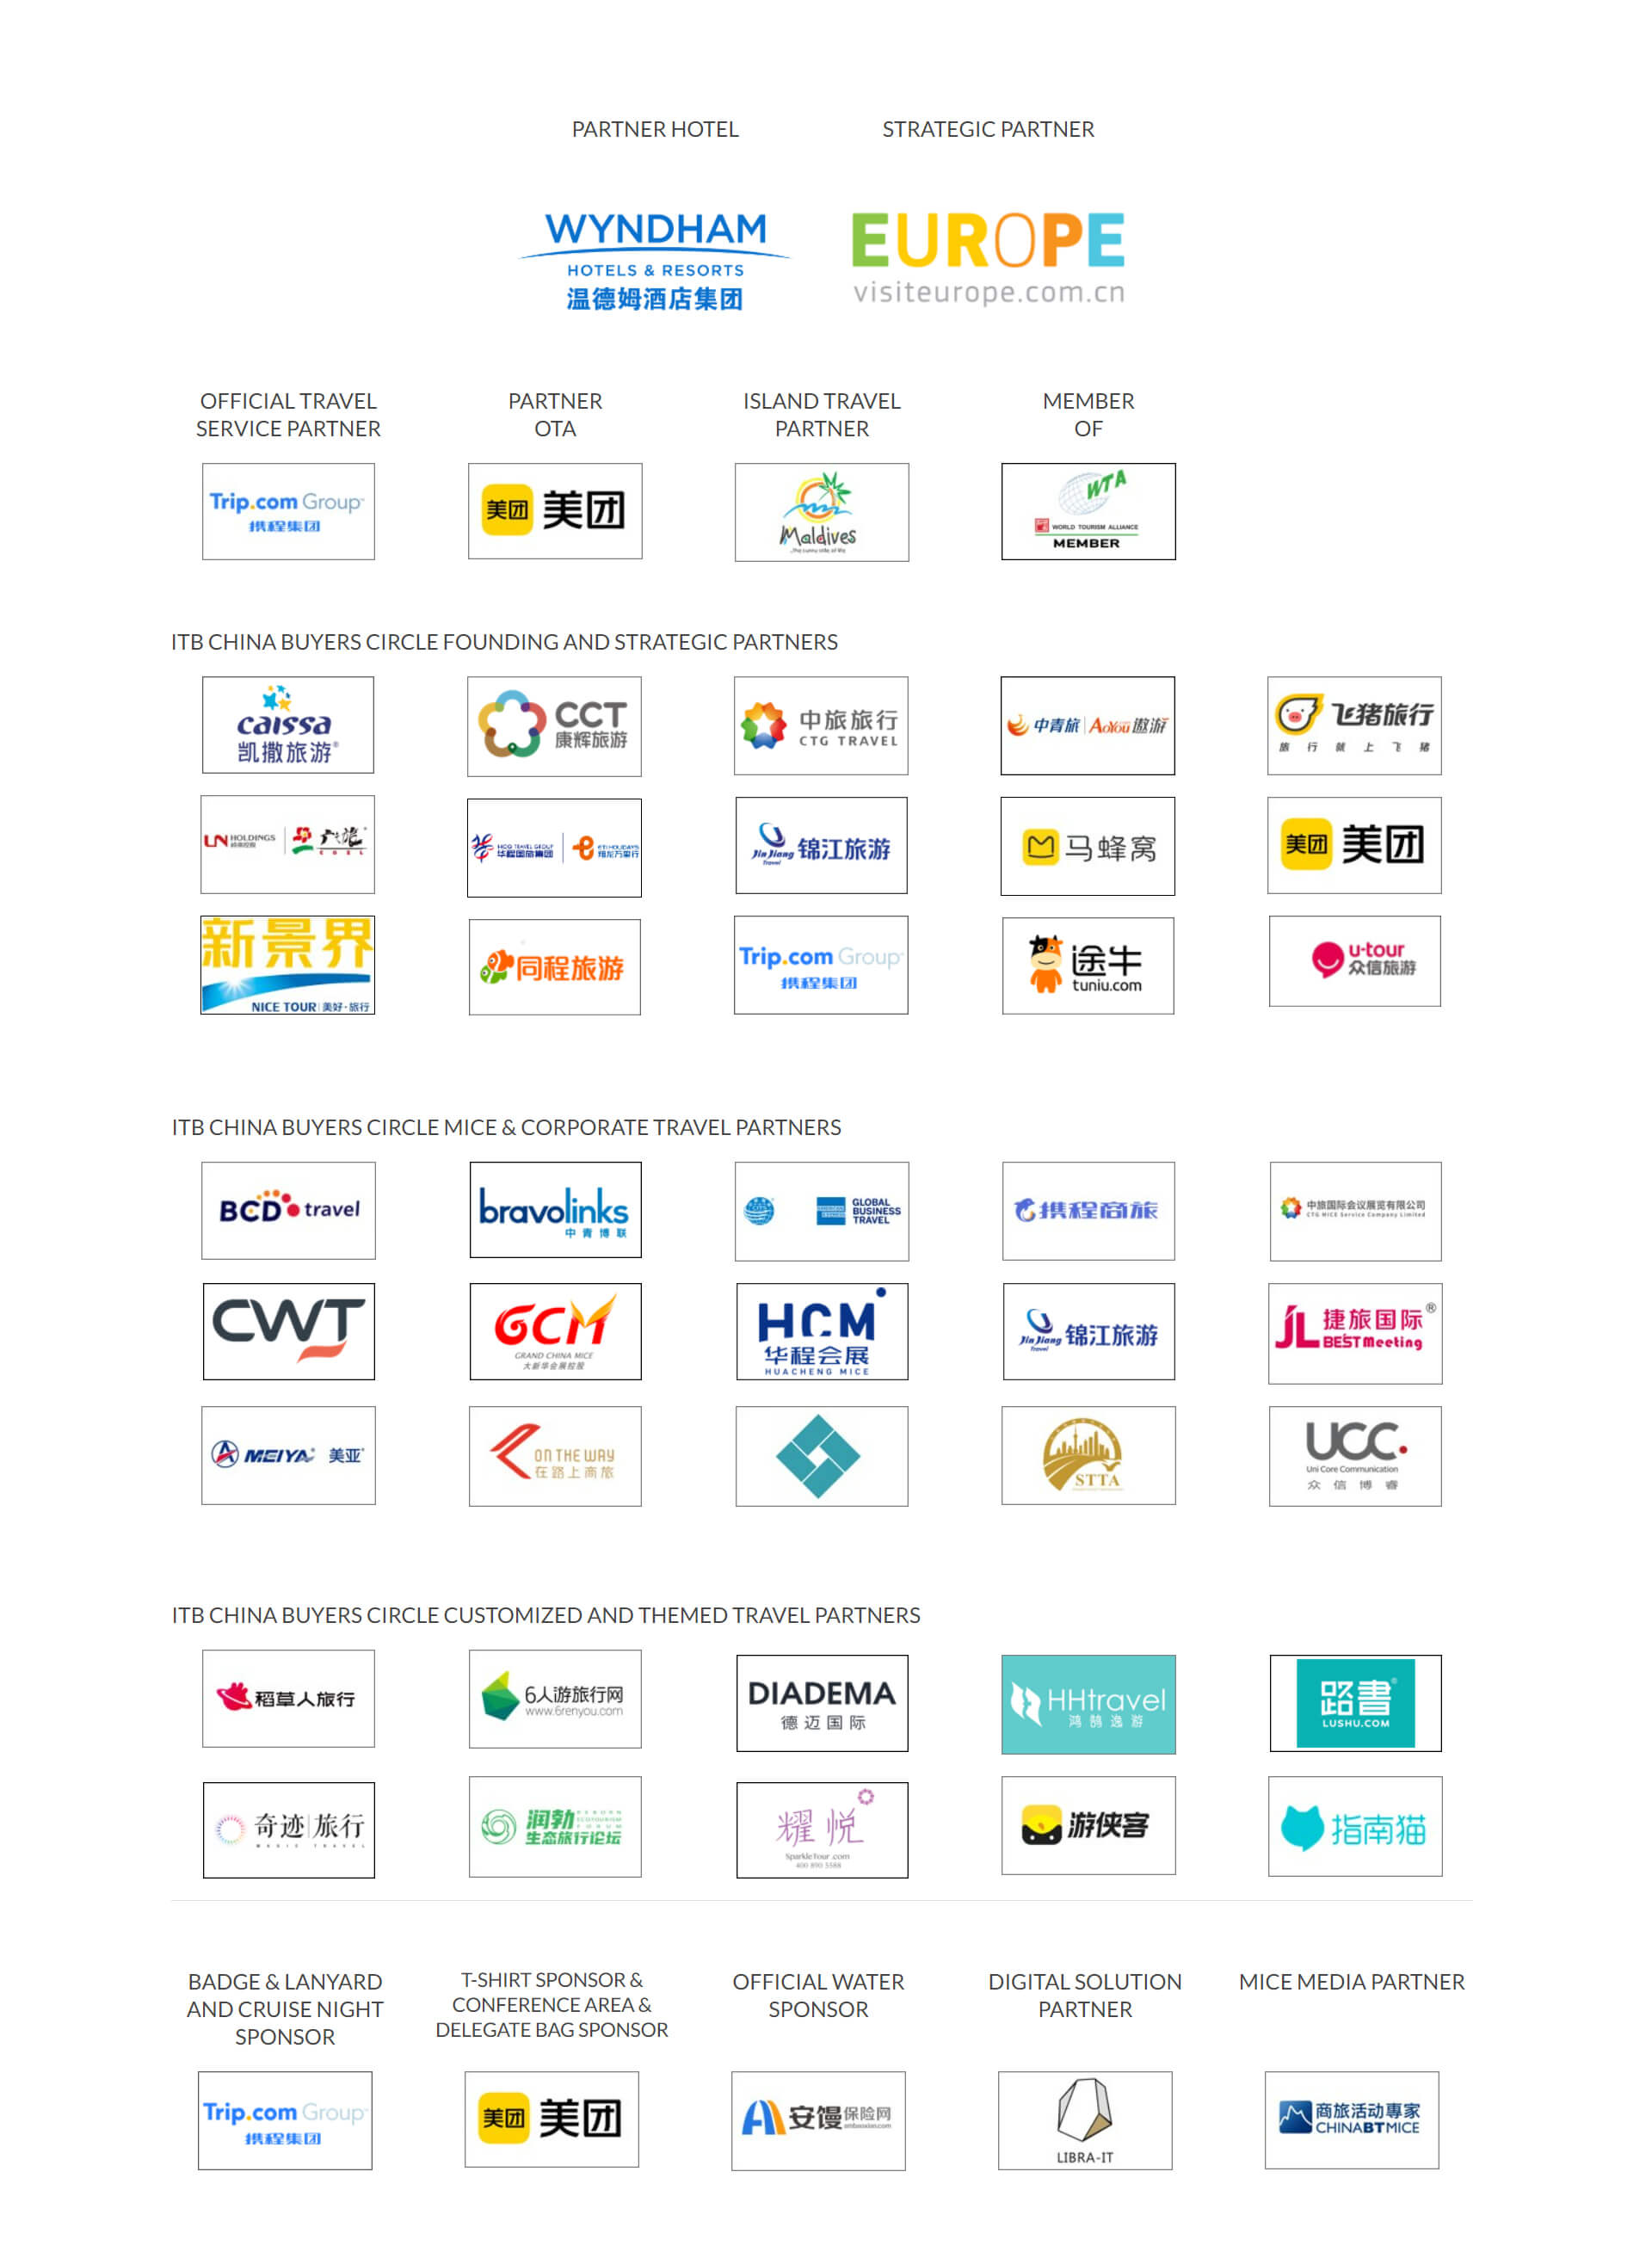 PARTNER HOTEL
STRATEGIC PARTNER
WYNDHAM
HOTELS & RESORTS
温德姆酒店集团
EUROPE
visiteurope.com.cn
OFFICIAL TRAVEL
SERVICE PARTNER
PARTNER
OTA
ISLAND TRAVEL
PARTNER
MEMBER
OF
Trip.com Group
携程集团
美团 美团
Maldives
The sunny side of life
WTA
WORLD TOURISM ALLIANCE
MEMBER
ITB CHINA BUYERS CIRCLE FOUNDING AND STRATEGIC PARTNERS
caissa
凯撒旅游®
CCT
康辉旅游
中旅旅行
CTG TRAVEL
中青旅 AoYou 遨游
飞猪旅行
旅行就上飞猪
LN HOLDINGS
岭南控股
广之旅
GZL
HCG TRAVEL GROUP
华程国旅集团
ETI HOLIDAYS
翔龙万里行
Jin Jiang
Travel
锦江旅游
马蜂窝
美团 美团
新景界
NICE TOUR 美好·旅行
同程旅游
Trip.com Group
携程集团
途牛
tuniu.com
u-tour
众信旅游
ITB CHINA BUYERS CIRCLE MICE & CORPORATE TRAVEL PARTNERS
BCD travel
bravolinks
中青博联
GLOBAL
BUSINESS
TRAVEL
携程商旅
中旅国际会议展览有限公司
CTG MICE Service Company Limited
CWT
GCM
GRAND CHINA MICE
大新华会展控股
HCM
华程会展
HUACHENG MICE
Jin Jiang
Travel
锦江旅游
JL 捷旅国际®
BEST Meeting
MEIYA 美亚
ON THE WAY
在路上商旅
STTA
UCC.
Uni Core Communication
众信博睿
ITB CHINA BUYERS CIRCLE CUSTOMIZED AND THEMED TRAVEL PARTNERS
稻草人旅行
6人游旅行网
www.6renyou.com
DIADEMA
德迈国际
HHtravel
鸿鹄逸游
路書
LUSHU.COM
奇迹旅行
MAGIC TRAVEL
润勃
REBORN
ECOTOURISM
FORUM
生态旅行论坛
耀悦
SparkleTour.com
400 890 5588
游侠客
指南猫
BADGE & LANYARD
AND CRUISE NIGHT
SPONSOR
T-SHIRT SPONSOR &
CONFERENCE AREA &
DELEGATE BAG SPONSOR
OFFICIAL WATER
SPONSOR
DIGITAL SOLUTION
PARTNER
MICE MEDIA PARTNER
Trip.com Group
携程集团
美团 美团
安馒保险网
LIBRA-IT
商旅活动專家
CHINABTMICE